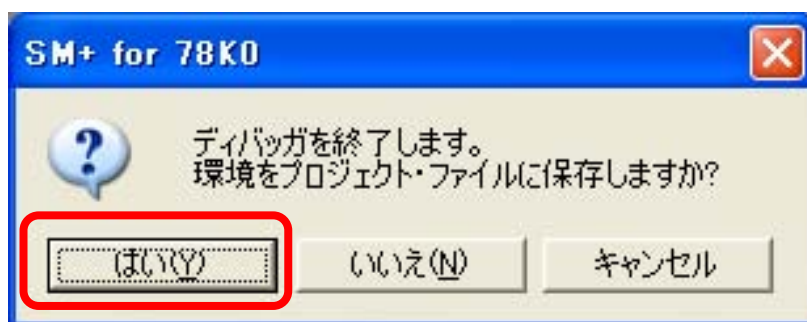 SM+ for 78K0
ディバッガを終了します。
環境をプロジェクト・ファイルに保存しますか?
はい(Y) いいえ(N) キャンセル